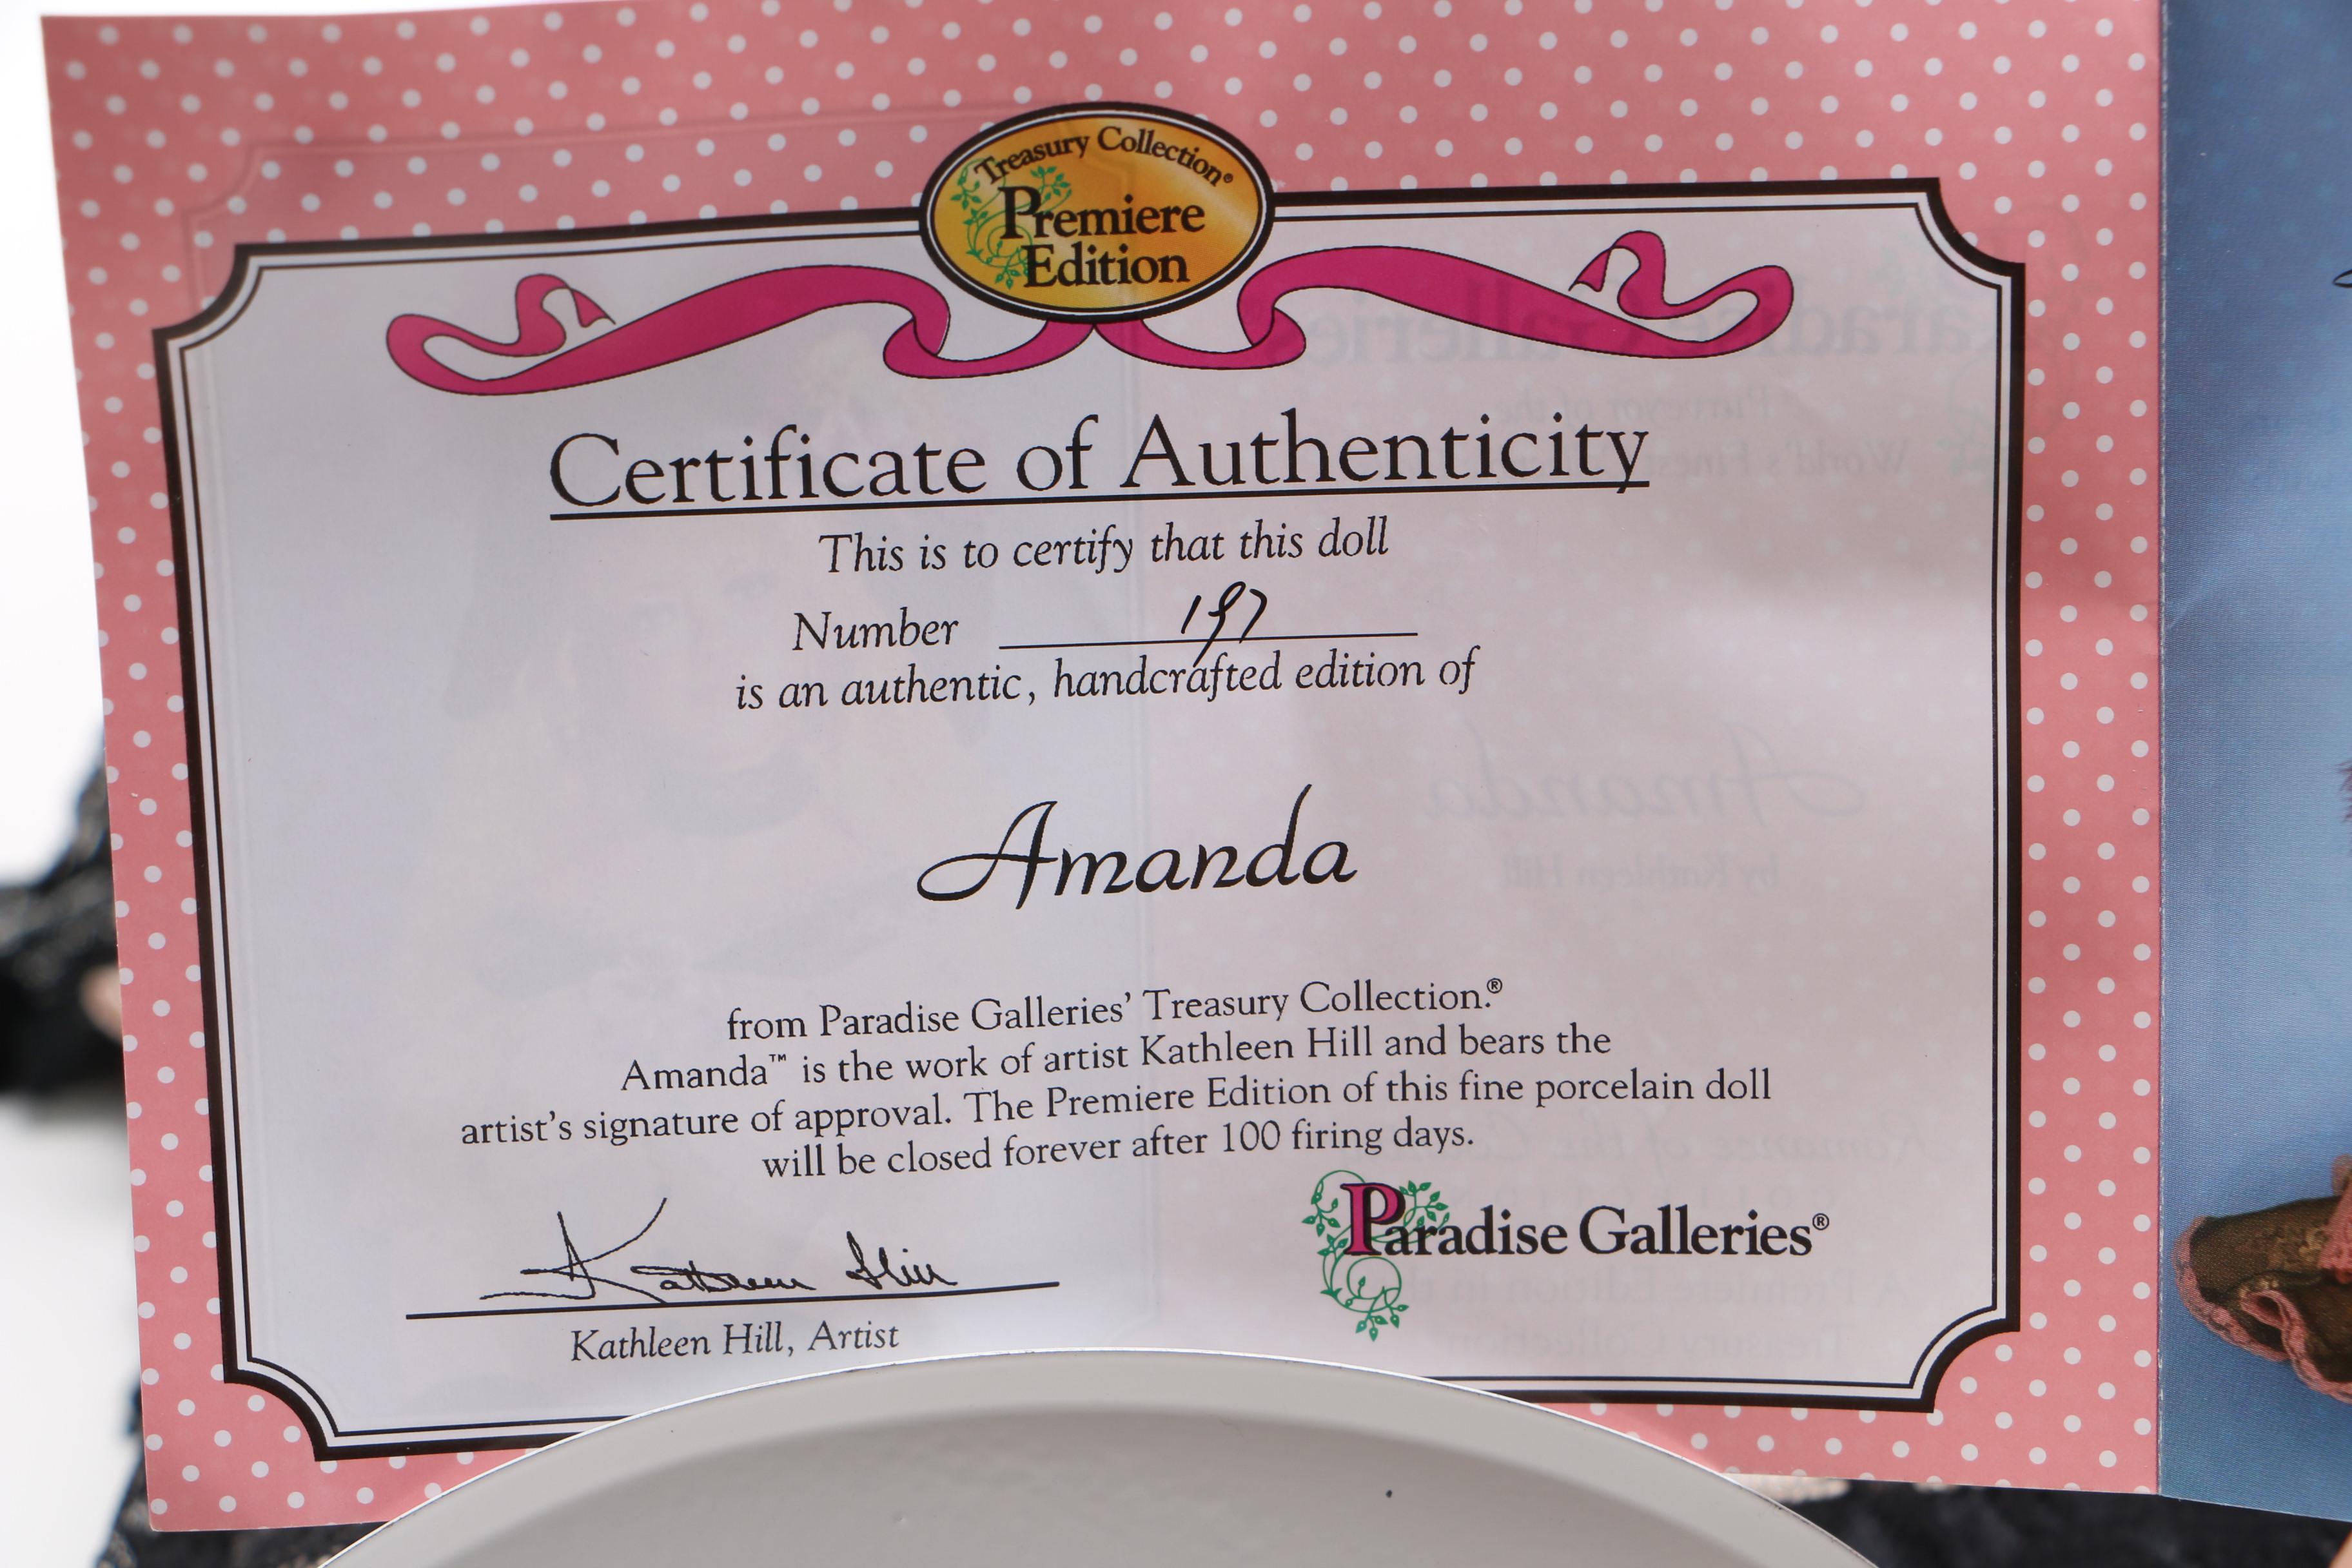 Treasury Collection®
Premiere
Edition
Certificate of Authenticity
This is to certify that this doll
Number 197
is an authentic, handcrafted edition of
Amanda
from Paradise Galleries' Treasury Collection.®
Amanda™ is the work of artist Kathleen Hill and bears the
artist's signature of approval. The Premiere Edition of this fine porcelain doll
will be closed forever after 100 firing days.
Kathleen Hill
Kathleen Hill, Artist
Paradise Galleries®